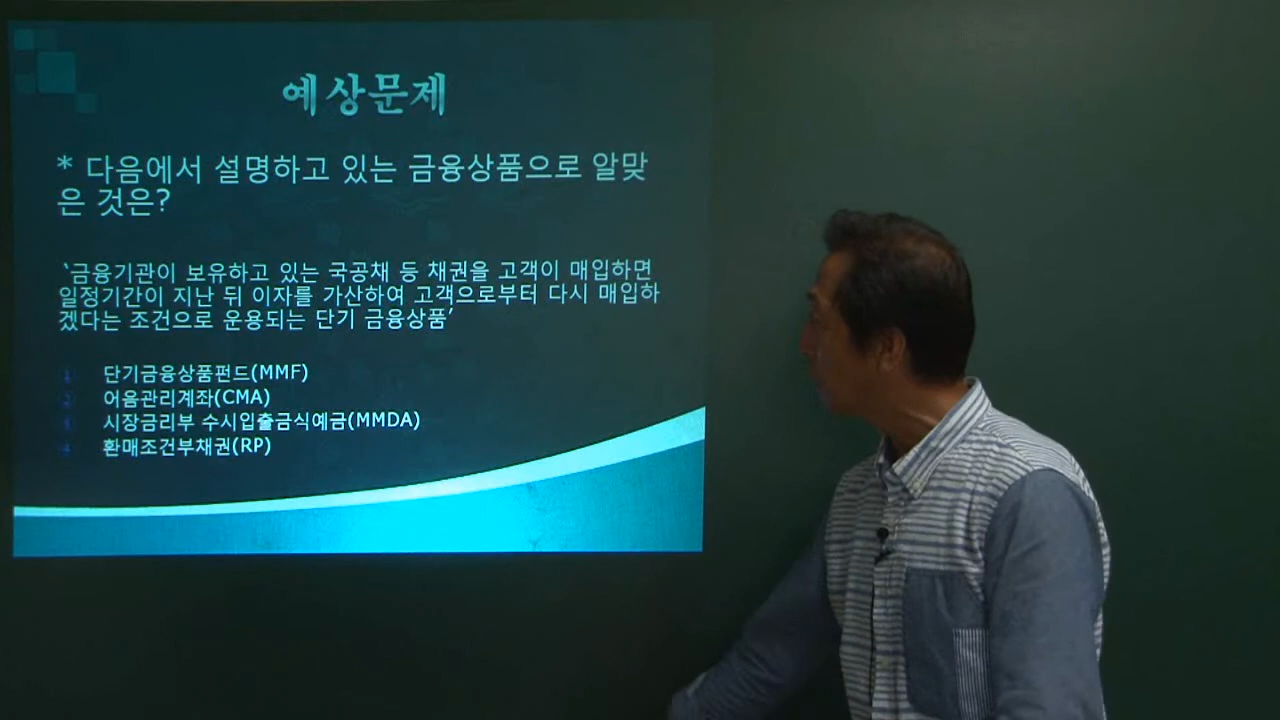 예상문제
* 다음에서 설명하고 있는 금융상품으로 알맞
은 것은?
‘금융기관이 보유하고 있는 국공채 등 채권을 고객이 매입하면
일정기간이 지난 뒤 이자를 가산하여 고객으로부터 다시 매입하
겠다는 조건으로 운용되는 단기 금융상품’
1 단기금융상품펀드(MMF)
2 어음관리계좌(CMA)
3 시장금리부 수시입출금식예금(MMDA)
4 환매조건부채권(RP)